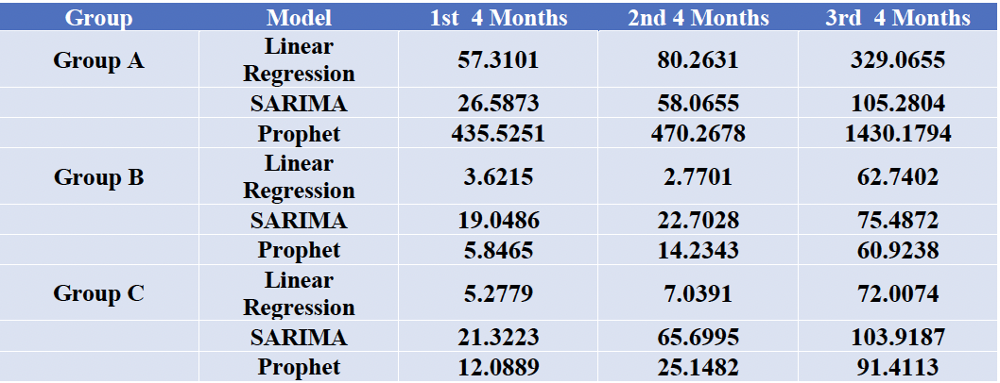 Group Model 1st 4 Months 2nd 4 Months 3rd 4 Months
Group A Linear Regression 57.3101 80.2631 329.0655
SARIMA 26.5873 58.0655 105.2804
Prophet 435.5251 470.2678 1430.1794
Group B Linear Regression 3.6215 2.7701 62.7402
SARIMA 19.0486 22.7028 75.4872
Prophet 5.8465 14.2343 60.9238
Group C Linear Regression 5.2779 7.0391 72.0074
SARIMA 21.3223 65.6995 103.9187
Prophet 12.0889 25.1482 91.4113